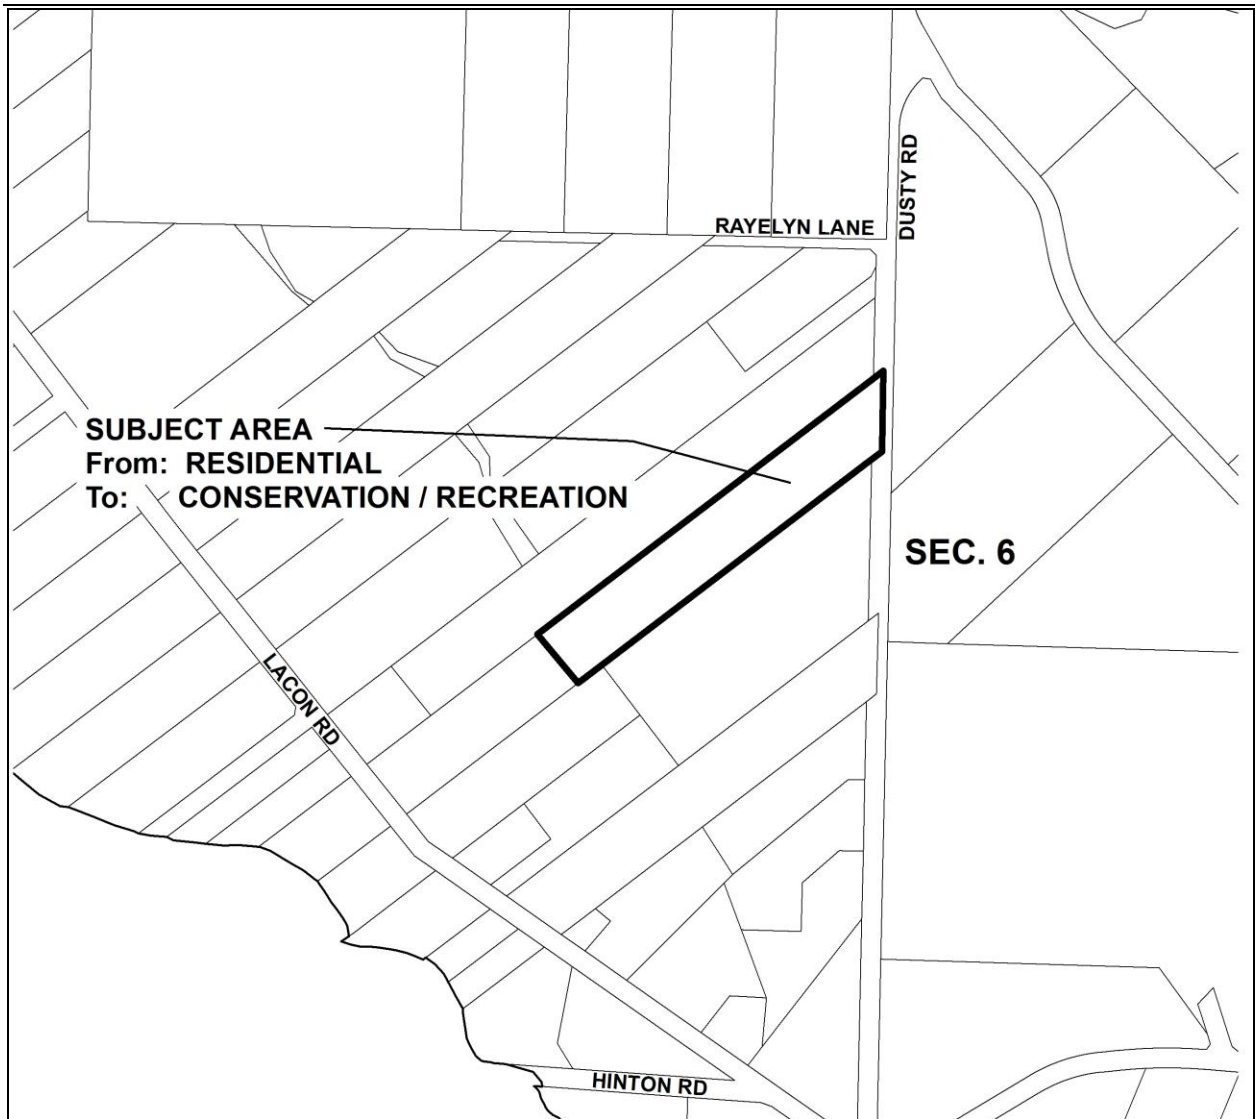 DUSTY RD
RAYELYN LANE
SUBJECT AREA
From: RESIDENTIAL
To: CONSERVATION / RECREATION
SEC. 6
LACON RD
HINTON RD